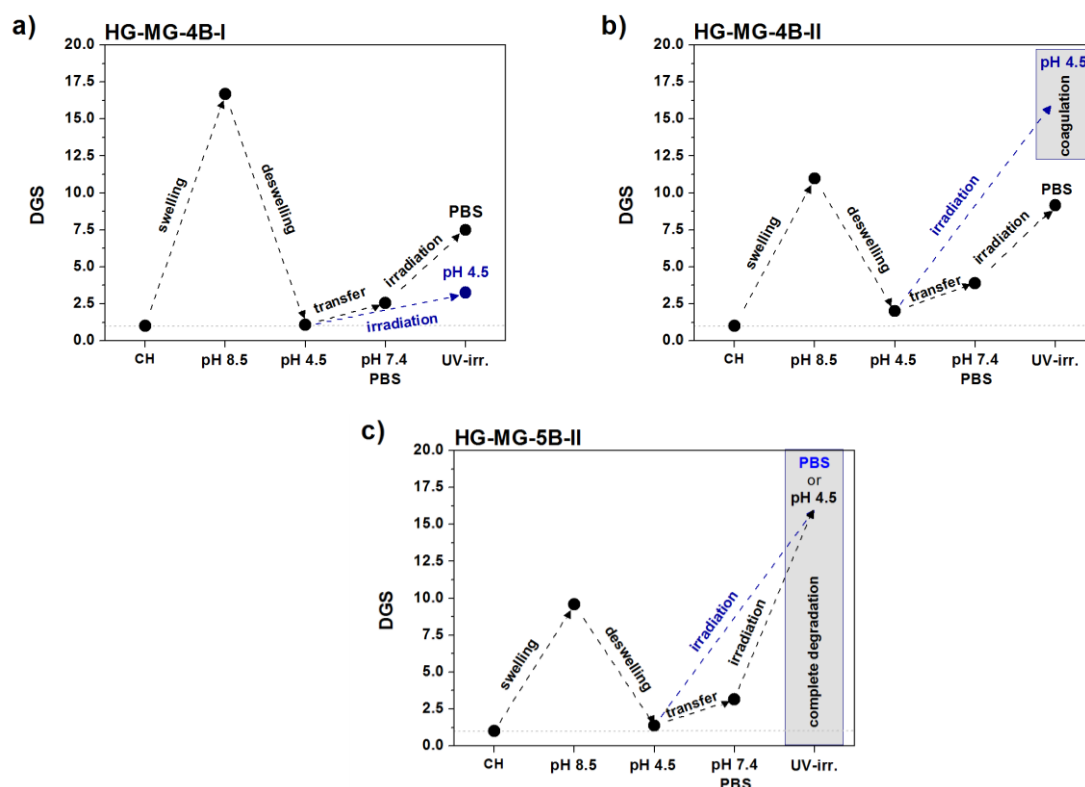 a)
HG-MG-4B-I
DGS
20.0
17.5
15.0
12.5
10.0
7.5
5.0
2.5
0.0
swelling
deswelling
transfer
irradiation
PBS
pH 4.5
irradiation
CH
pH 8.5
pH 4.5
pH 7.4
PBS
UV-irr.
b)
HG-MG-4B-II
DGS
20.0
17.5
15.0
12.5
10.0
7.5
5.0
2.5
0.0
swelling
deswelling
irradiation
transfer
irradiation
pH 4.5
coagulation
PBS
CH
pH 8.5
pH 4.5
pH 7.4
PBS
UV-irr.
c)
HG-MG-5B-II
DGS
20.0
17.5
15.0
12.5
10.0
7.5
5.0
2.5
0.0
swelling
deswelling
irradiation
transfer
irradiation
PBS
or
pH 4.5
complete degradation
CH
pH 8.5
pH 4.5
pH 7.4
PBS
UV-irr.